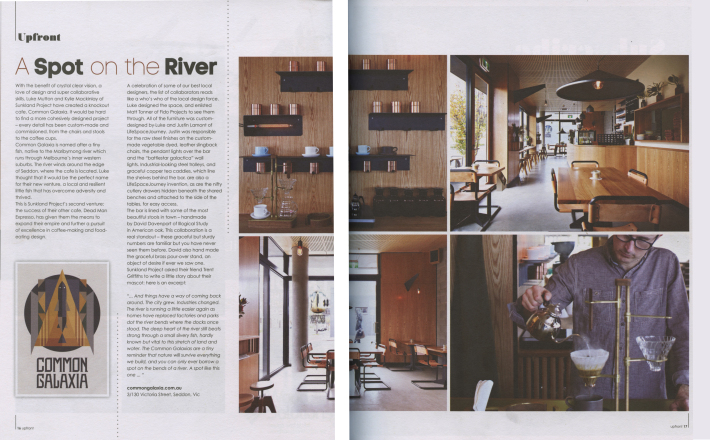 Upfront
A Spot on the River
With the benefit of crystal clear vision, a
love of design and super collaborative
skills, Luke Mutton and Kyle Mackinlay of
Sunkland Project have created a knockout
cafe, Common Galaxia. It would be hard
to find a more cohesively designed project
– every detail has been custom-made and
commissioned, from the chairs and stools
to the coffee cups.
Common Galaxia is named after a tiny
fish, native to the Maribyrnong river which
runs through Melbourne's inner western
suburbs. The river winds around the edge
of Seddon, where the cafe is located. Luke
thought that it would be the perfect name
for their new venture, a local and resilient
little fish that has overcome adversity and
thrived.
This is Sunkland Project's second venture;
the success of their other cafe, Dead Man
Espresso, has given them the means to
expand their empire and further a pursuit
of excellence in coffee-making and food-
loving design.
A celebration of some of our best local
designers, the list of collaborators reads
like a who's who of the local design force.
Luke designed the space, and enlisted
Matt Tanner of Foto Projects to see them
through. All of the furniture was custom-
designed by Luke and Justin Lamont of
LifeSpaceJourney. Justin was responsible
for the raw steel finishes on the custom-
made vegetable dyed, leather slingback
chairs, the pendant lights over the bar
and the "battlestar galactica" wall
lights. Industrial-looking steel trolleys, and
graceful copper tea caddies, which line
the shelves behind the bar, are also a
LifeSpaceJourney invention, as are the nifty
cutlery drawers hidden beneath the shared
benches and attached to the side of the
tables, for easy access.
The bar is lined with some of the most
beautiful stools in town – handmade
by David Davenport of Magical Study
in American oak. This collaboration is a
real standout – these graceful but sturdy
numbers are familiar but you have never
seen them before. David also hand made
the graceful brass pour-over stand, an
object of desire if ever we saw one.
Sunkland Project asked their friend Trent
Griffiths to write a little story about their
mascot; here is an excerpt:
"... And things have a way of coming back
around. The city grew. Industries changed.
The river is running a little easier again as
homes have replaced factories and parks
dot the river bends where the docks once
stood. The deep heart of the river still beats
strong through a small silvery fish, hardly
known but vital to this stretch of land and
water. The Common Galaxias are a tiny
reminder that nature will survive everything
we build, and you can only ever borrow a
spot on the bends of a river. A spot like this
one ... "
commongalaxia.com.au
3/130 Victoria Street, Seddon, Vic
COMMON
GALAXIA
16 upfront
upfront 17